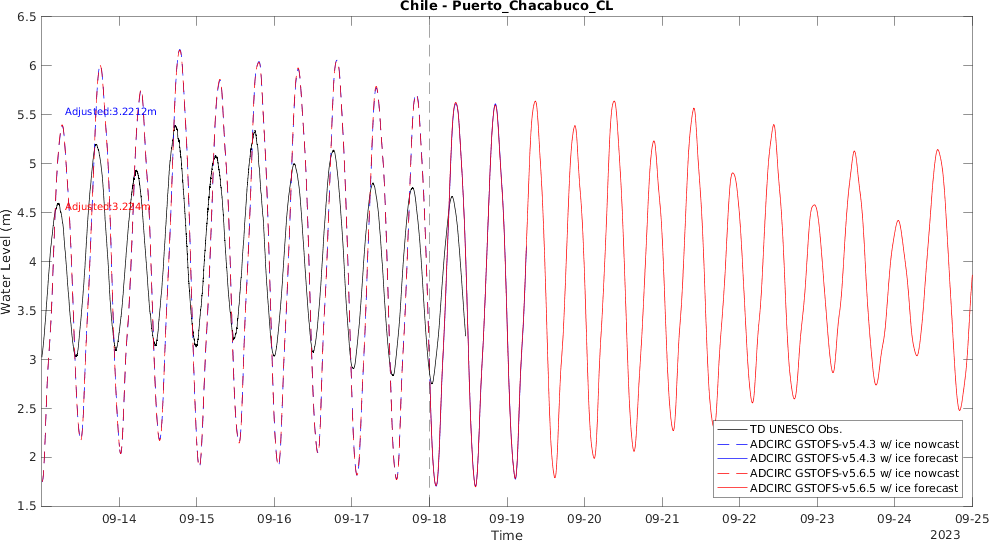 Chile - Puerto_Chacabuco_CL
6.5
6
5.5
5
4.5
4
3.5
3
2.5
2
1.5
Water Level (m)
Adjusted:3.2212m
Adjusted:3.224m
TD UNESCO Obs.
ADCIRC GSTOFS-v5.4.3 w/ ice nowcast
ADCIRC GSTOFS-v5.4.3 w/ ice forecast
ADCIRC GSTOFS-v5.6.5 w/ ice nowcast
ADCIRC GSTOFS-v5.6.5 w/ ice forecast
09-14 09-15 09-16 09-17 09-18 09-19 09-20 09-21 09-22 09-23 09-24 09-25
Time
2023